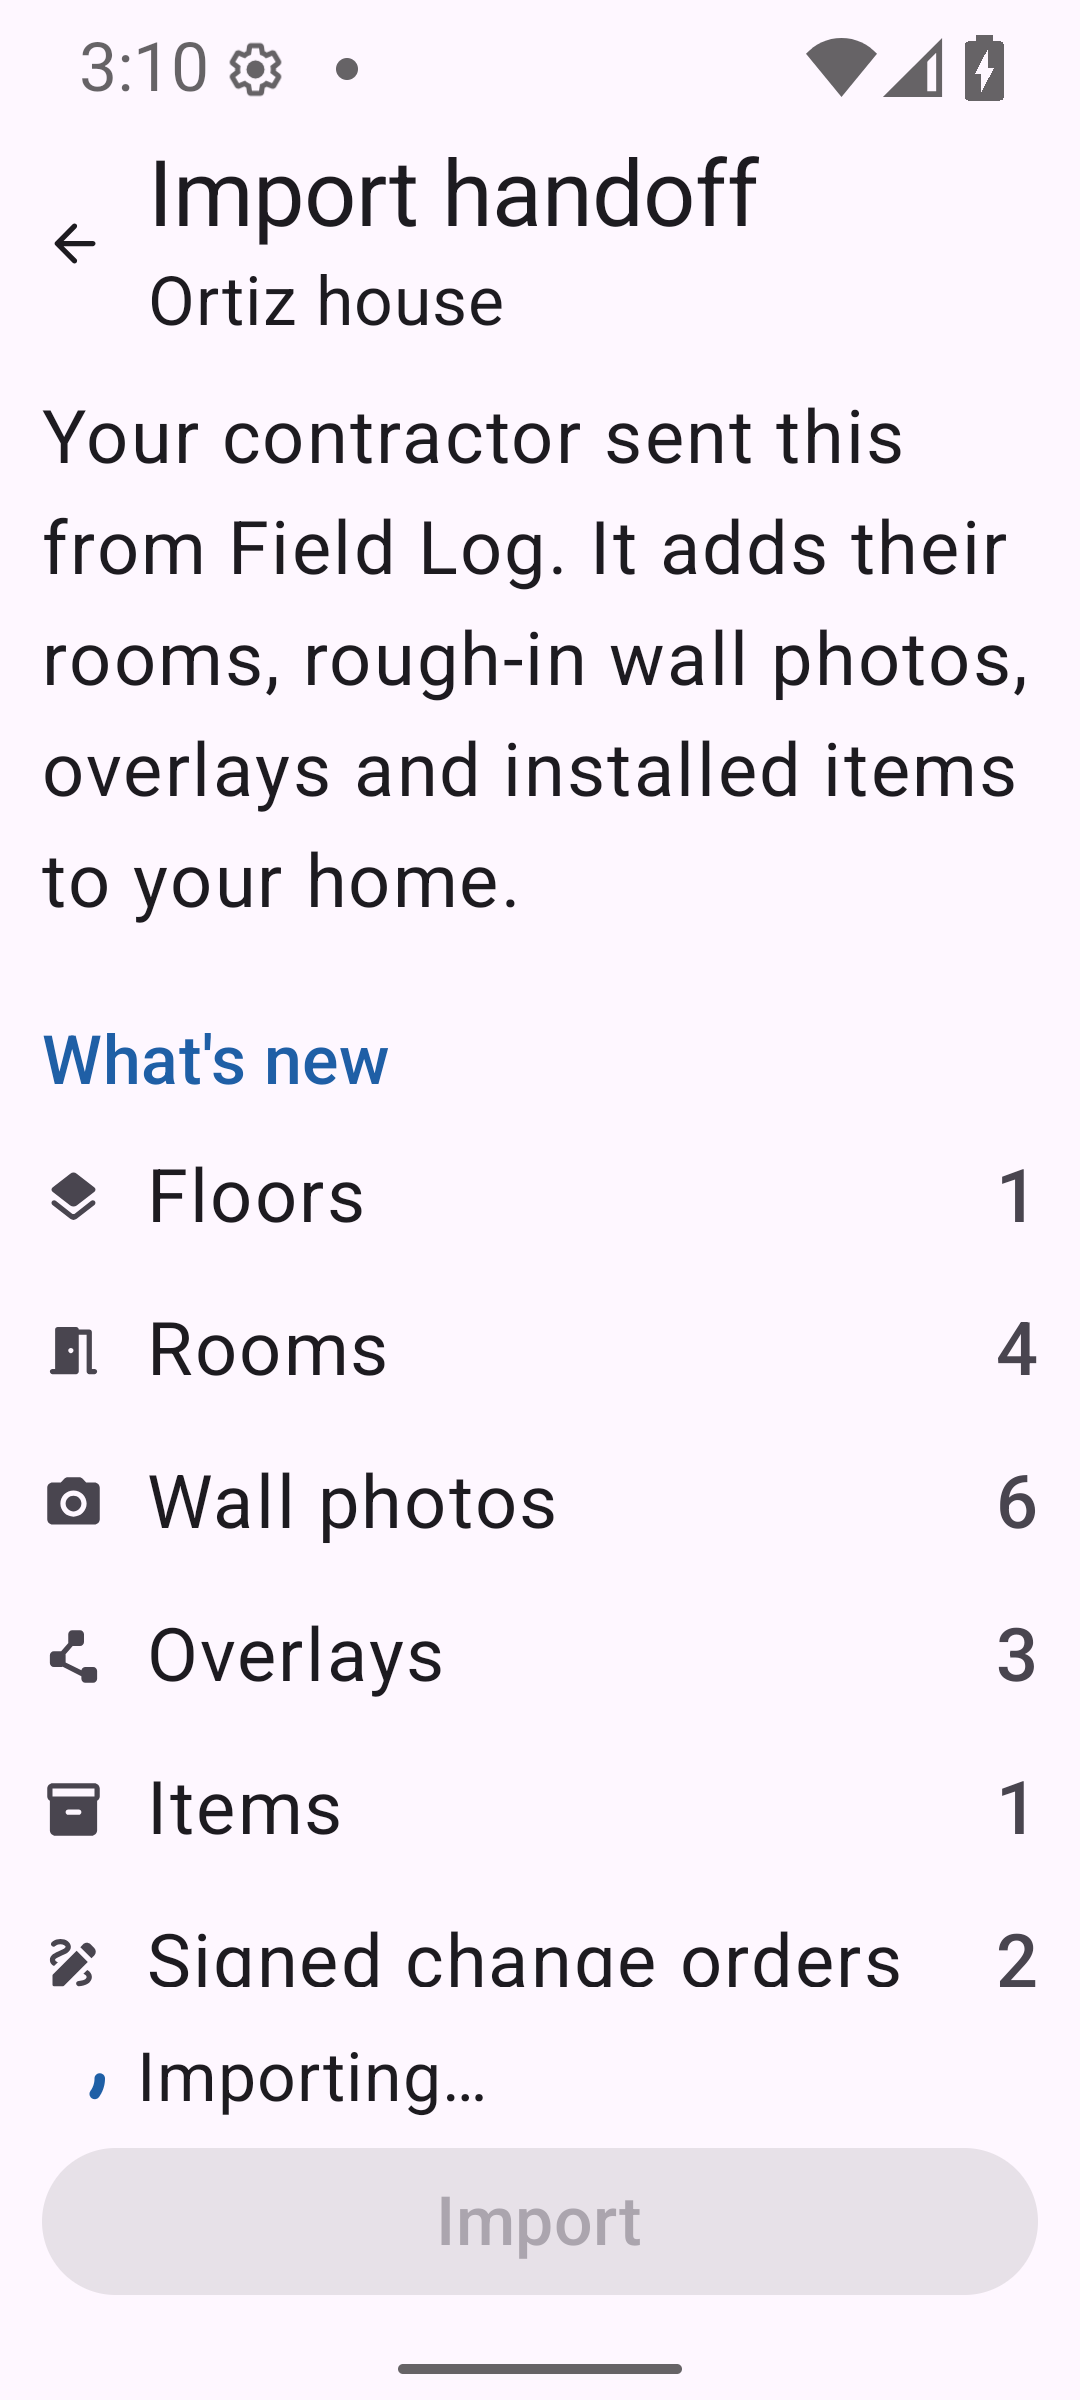 3:10
Import handoff
Ortiz house
Your contractor sent this
from Field Log. It adds their
rooms, rough-in wall photos,
overlays and installed items
to your home.
What's new
Floors 1
Rooms 4
Wall photos 6
Overlays 3
Items 1
Signed change orders 2
Importing…
Import